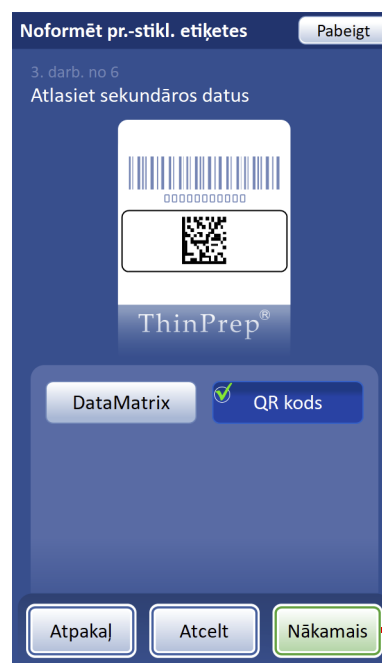 Noformēt pr.-stikl. etiķetes
Pabeigt
3. darb. no 6
Atlasiet sekundāros datus
00000000000
ThinPrep®
DataMatrix
QR kods
Atpakaļ
Atcelt
Nākamais